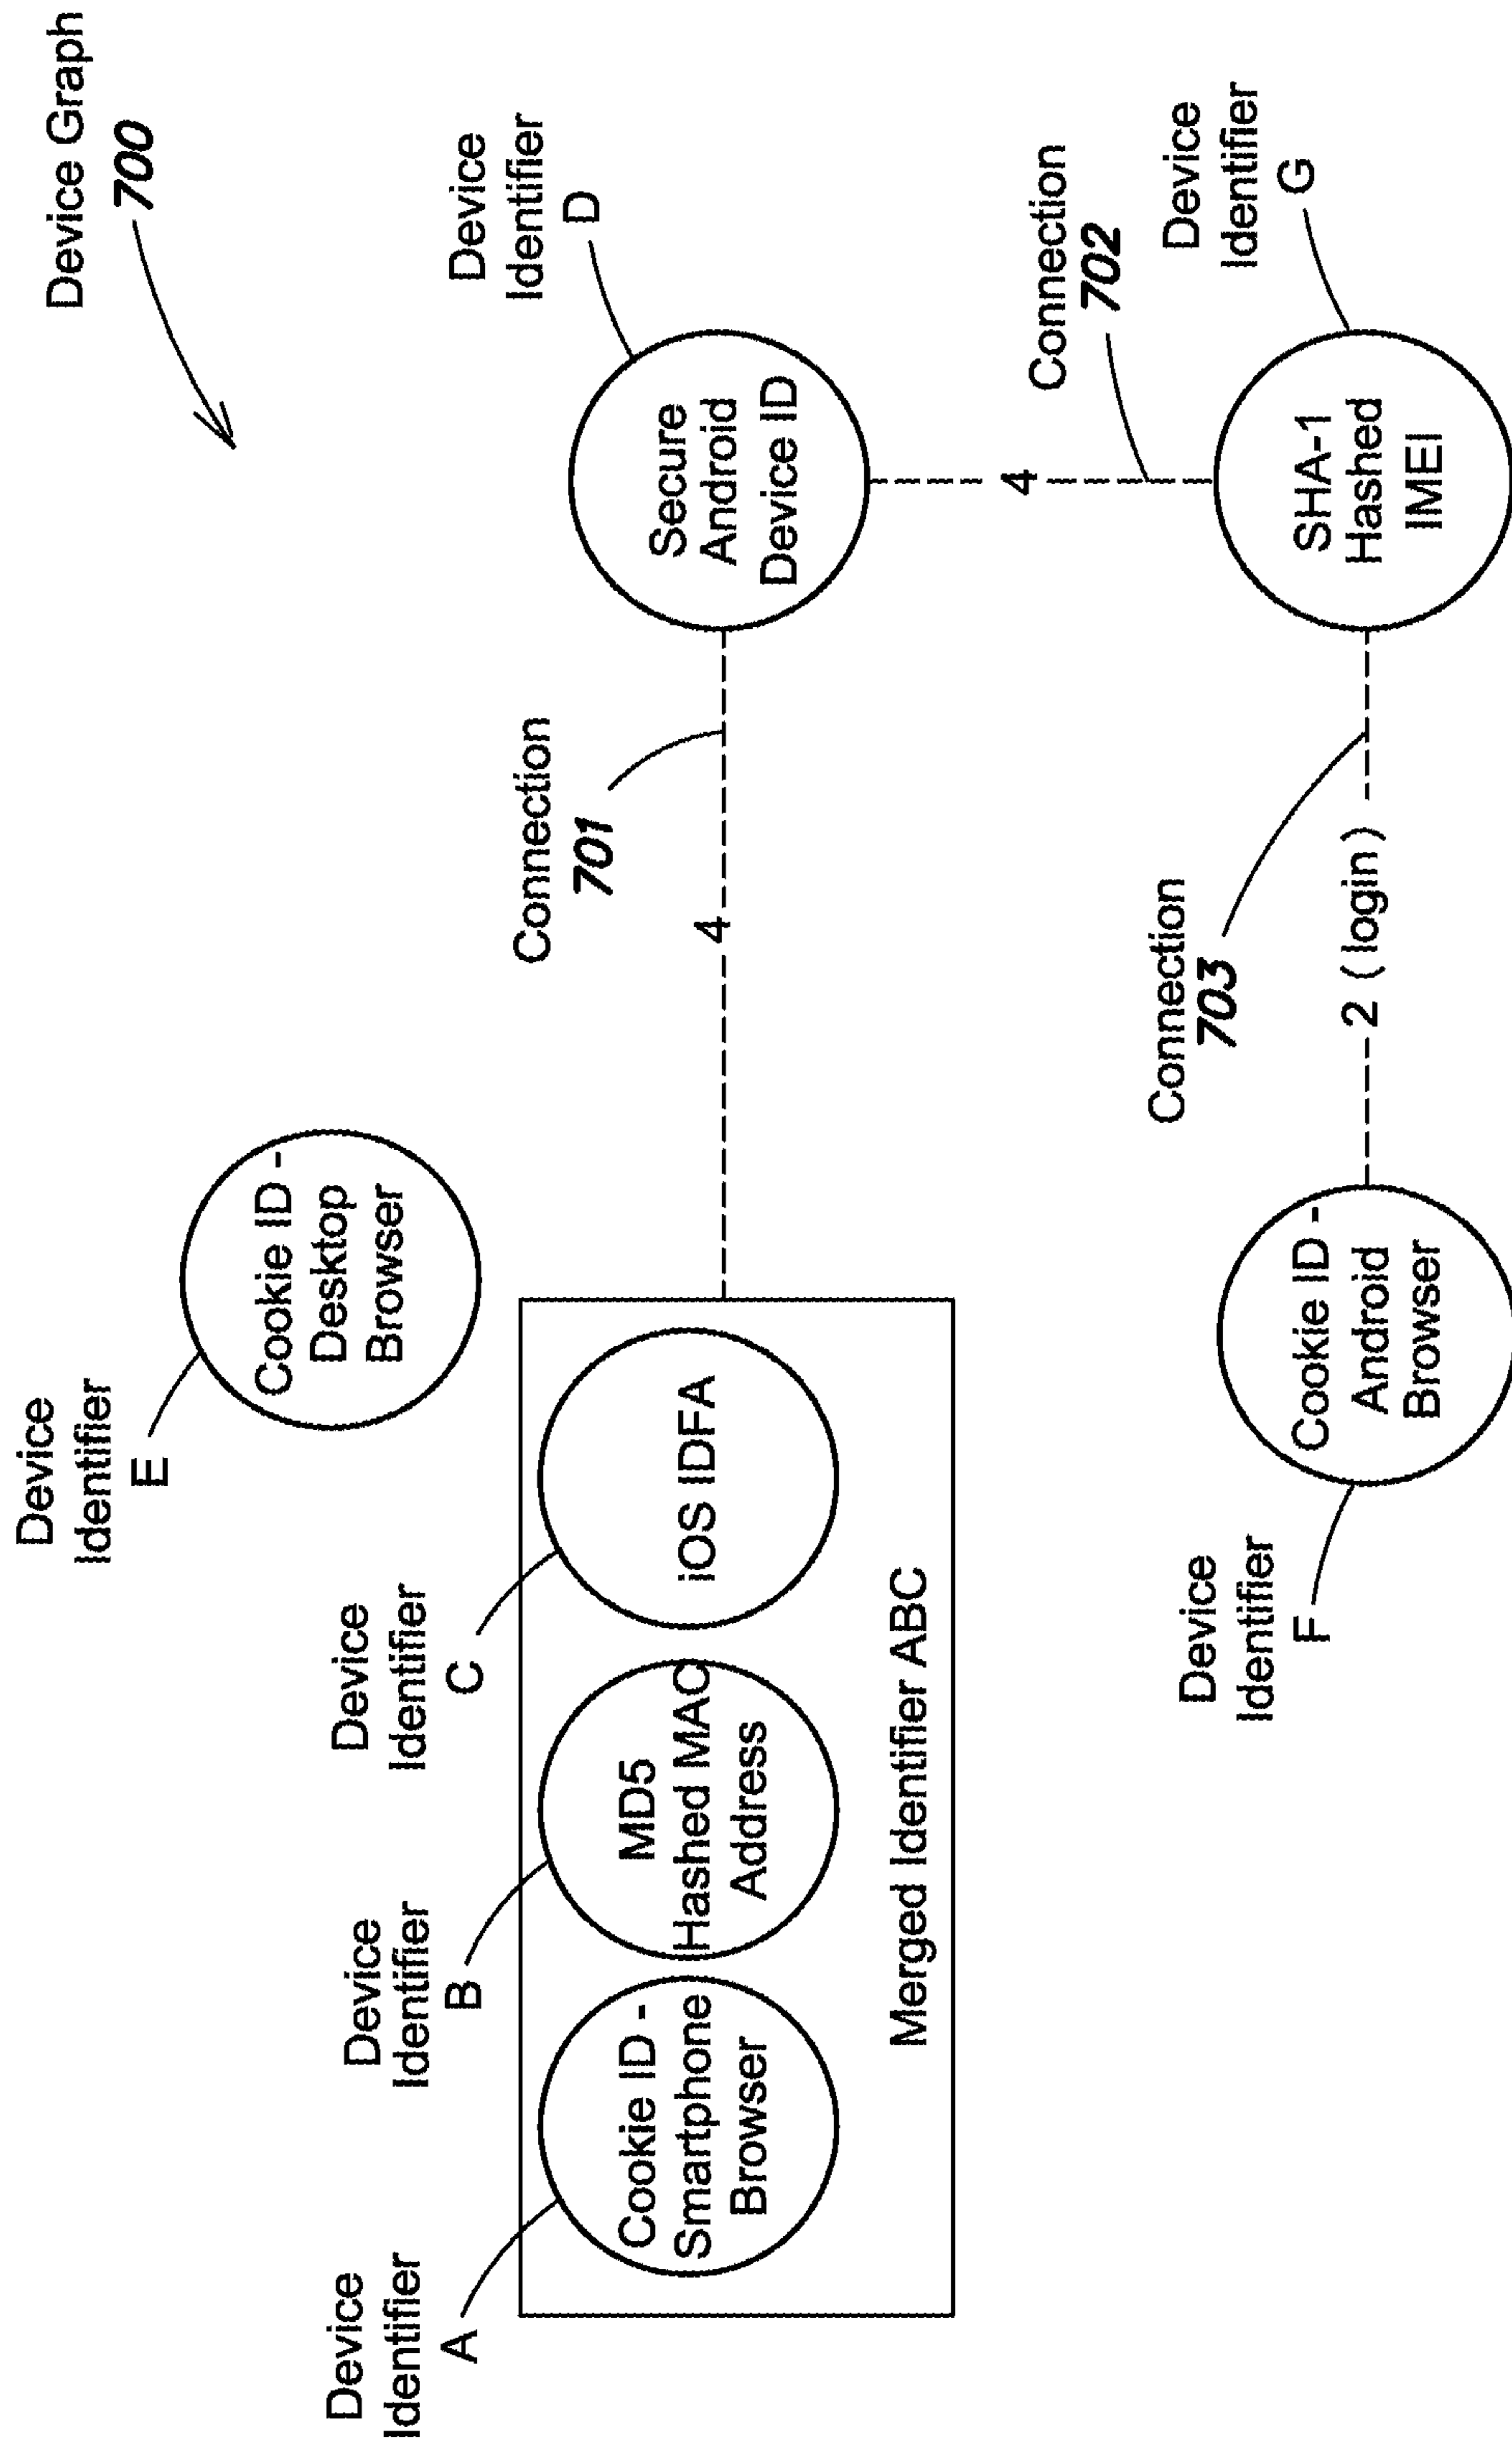 Device Graph
700
Device
Identifier
E
Cookie ID -
Desktop
Browser
Device
Identifier
A
Device
Identifier
B
Device
Identifier
C
Device
Identifier
D
Cookie ID -
Smartphone
Browser
MD5
Hashed MAC
Address
iOS IDFA
Merged Identifier ABC
Connection
701
4
Secure
Android
Device ID
Connection
702
4
Device
Identifier
F
Cookie ID -
Android
Browser
Connection
703
2 ( login )
Device
Identifier
G
SHA-1
Hashed
IMEI